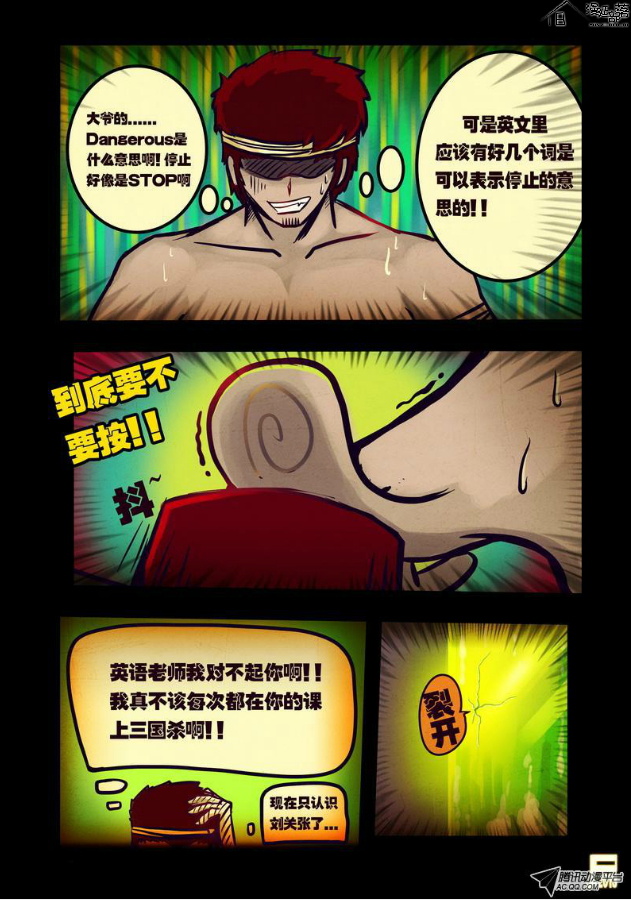 漫画部落
大爷的......
Dangerous是
什么意思啊! 停止
好像是STOP啊
可是英文里
应该有好几个词是
可以表示停止的意
思的!!
到底要不
要按!!
抖~
英语老师我对不起你啊!!
我真不该每次都在你的课
上三国杀啊!!
现在只认识
刘关张了...
裂开
腾讯动漫平台
AC.QQ.COM